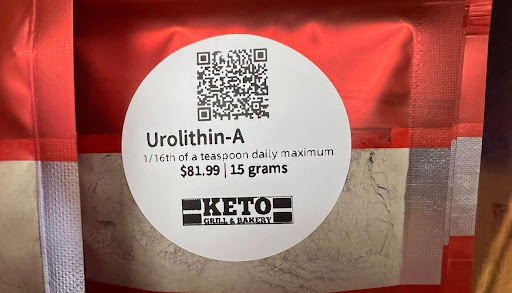 Urolithin-A
1/16th of a teaspoon daily maximum
$81.99 | 15 grams
KETO
GRILL & BAKERY